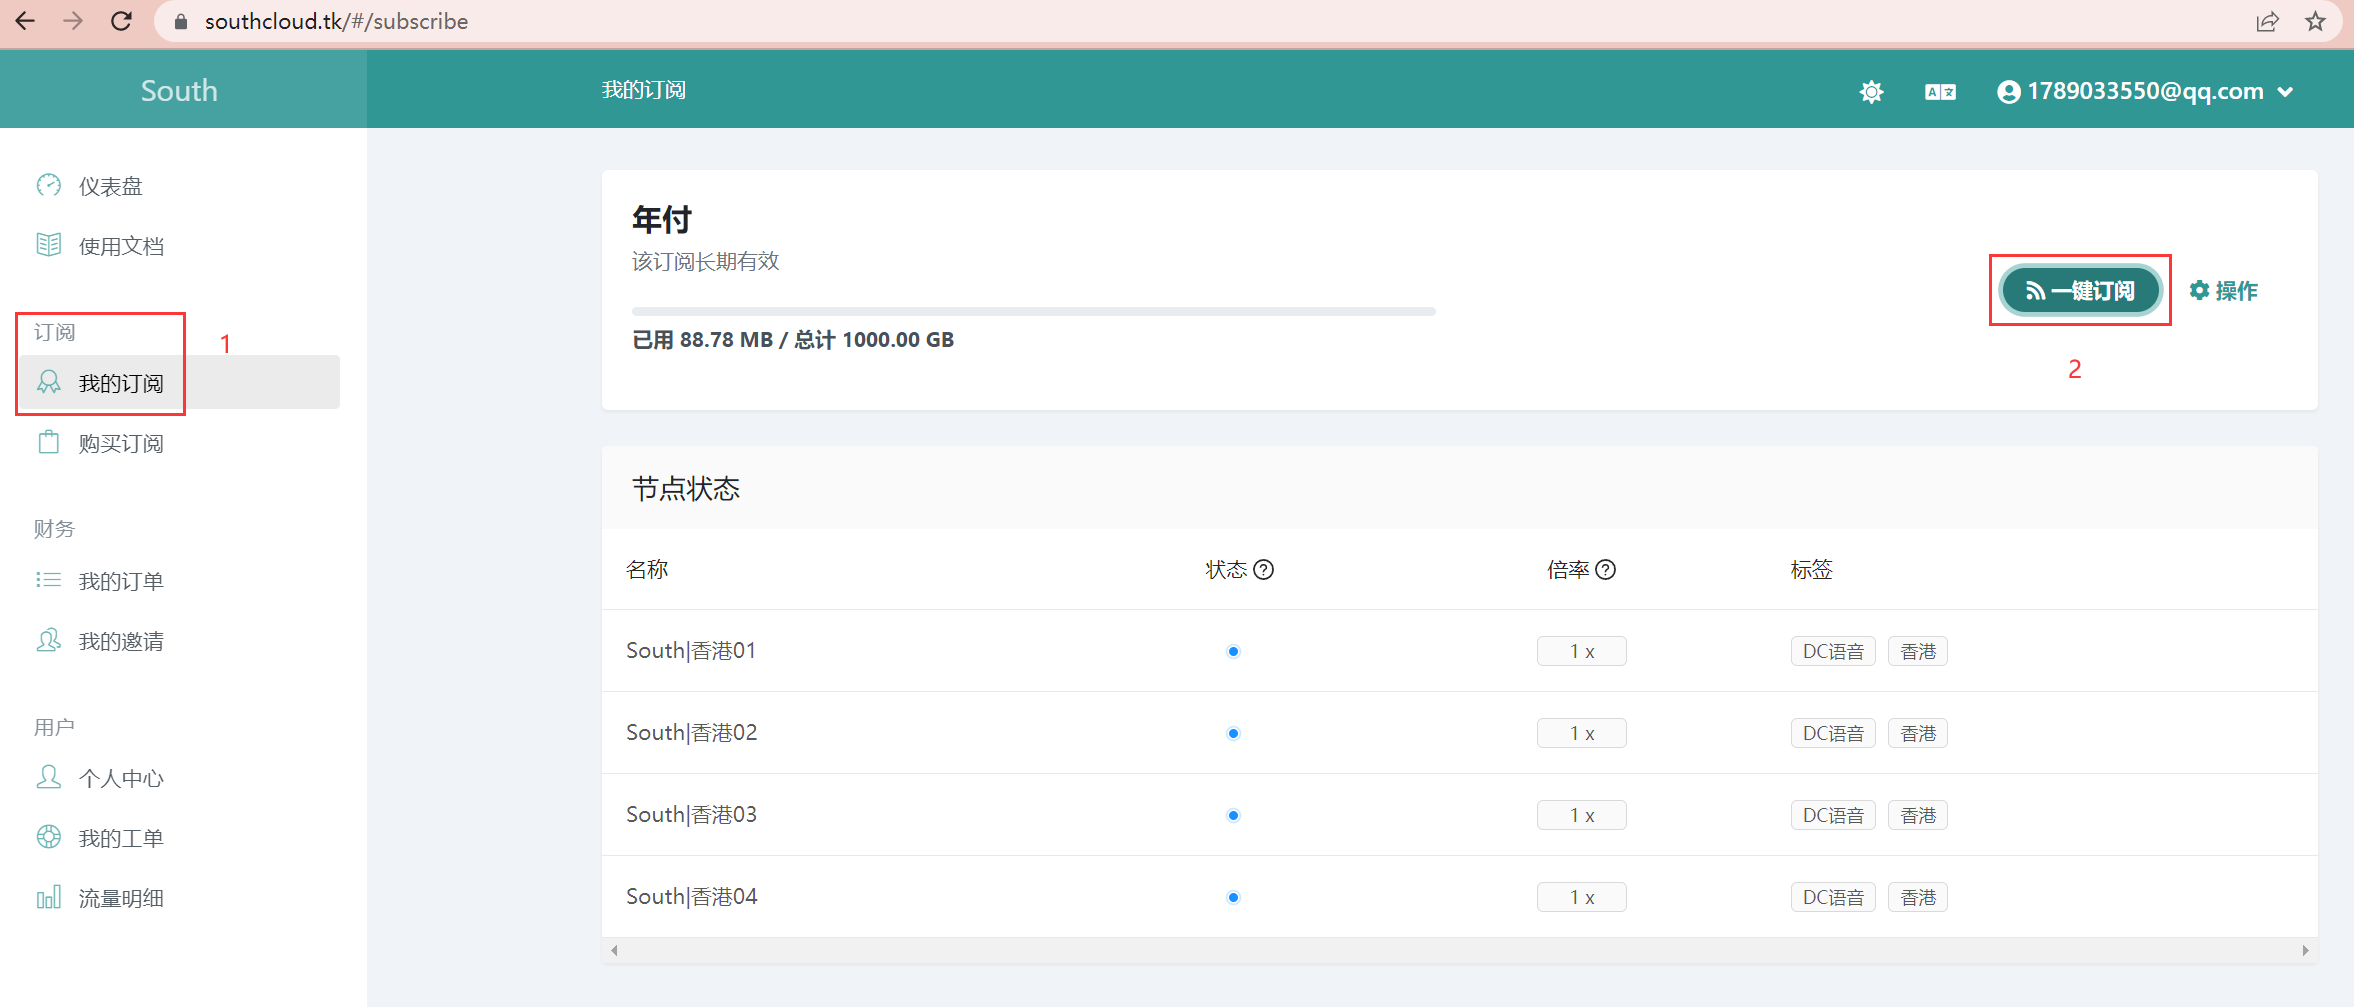 southcloud.tk/#/subscribe
South
我的订阅
1789033550@qq.com
仪表盘
使用文档
订阅
1
我的订阅
购买订阅
财务
我的订单
我的邀请
用户
个人中心
我的工单
流量明细
年付
该订阅长期有效
已用 88.78 MB / 总计 1000.00 GB
一键订阅
操作
2
节点状态
名称 状态 倍率 标签
South|香港01 1 x DC语音 香港
South|香港02 1 x DC语音 香港
South|香港03 1 x DC语音 香港
South|香港04 1 x DC语音 香港